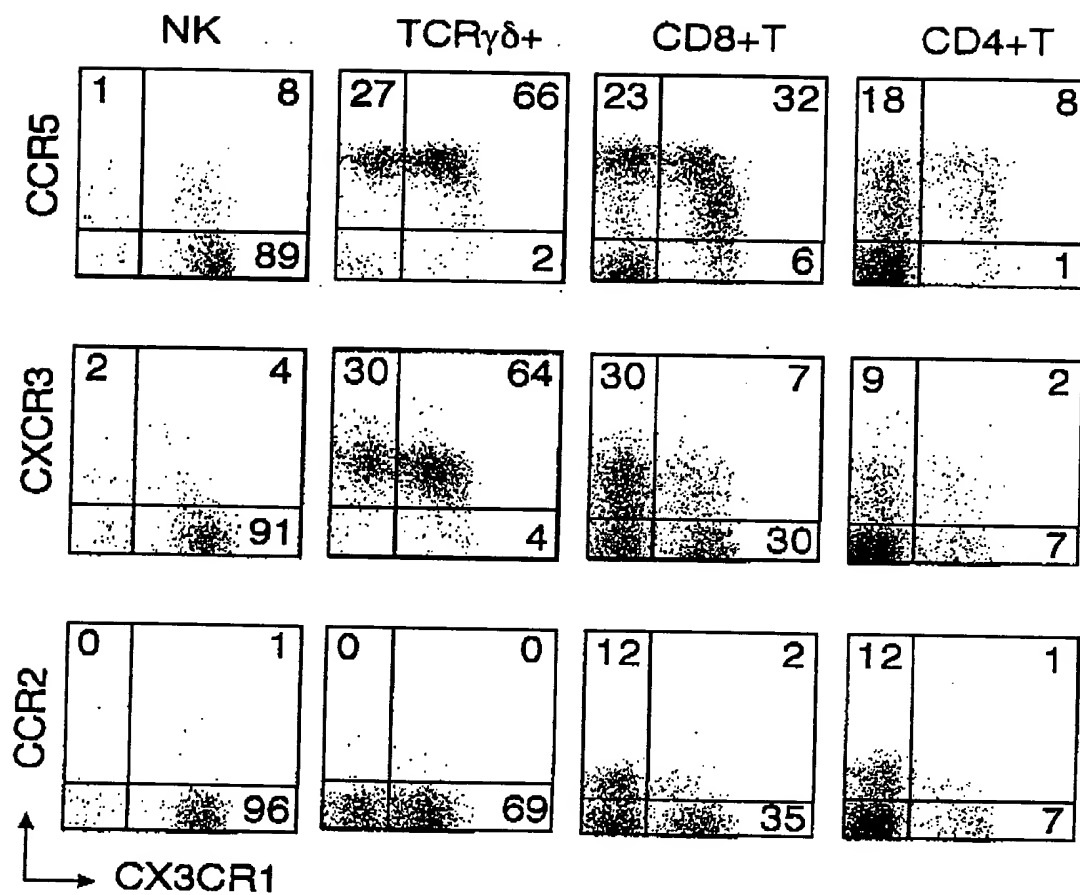 NK TCRγδ+ CD8+T CD4+T
CCR5
1 8 27 66 23 32 18 8
89 2 6 1
CXCR3
2 4 30 64 30 7 9 2
91 4 30 7
CCR2
0 1 0 0 12 2 12 1
96 69 35 7
CX3CR1